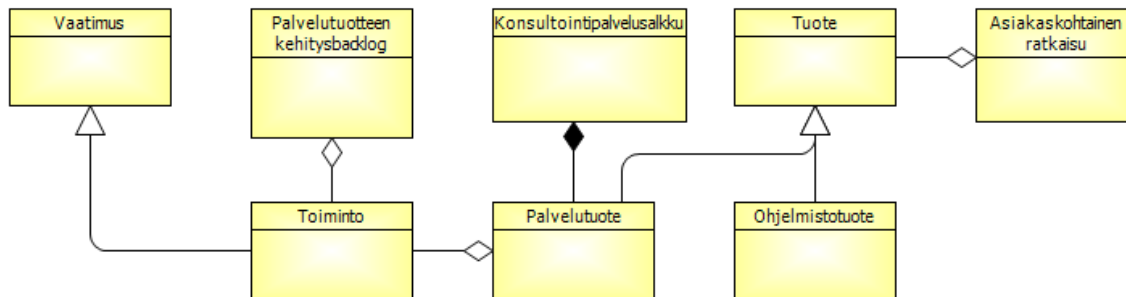 Vaatimus
Palvelutuotteen
kehitysbacklog
Konsultointipalvelusalkku
Tuote
Asiakaskohtainen
ratkaisu
Toiminto
Palvelutuote
Ohjelmistotuote